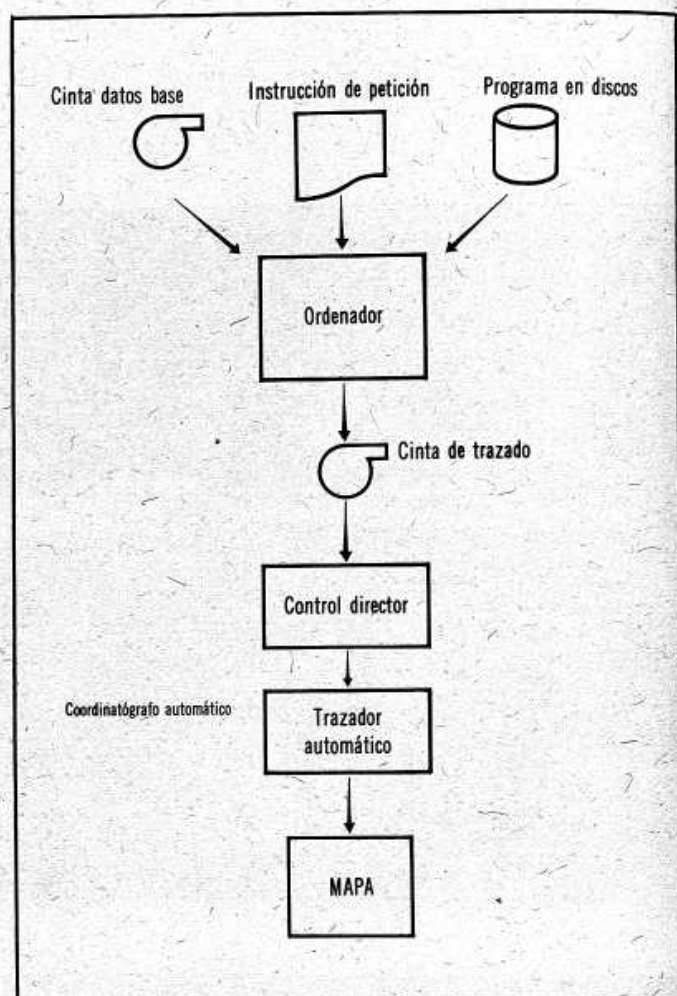 Cinta datos base
Instrucción de petición
Programa en discos
Ordenador
Cinta de trazado
Control director
Coordinatógrafo automático
Trazador
automático
MAPA